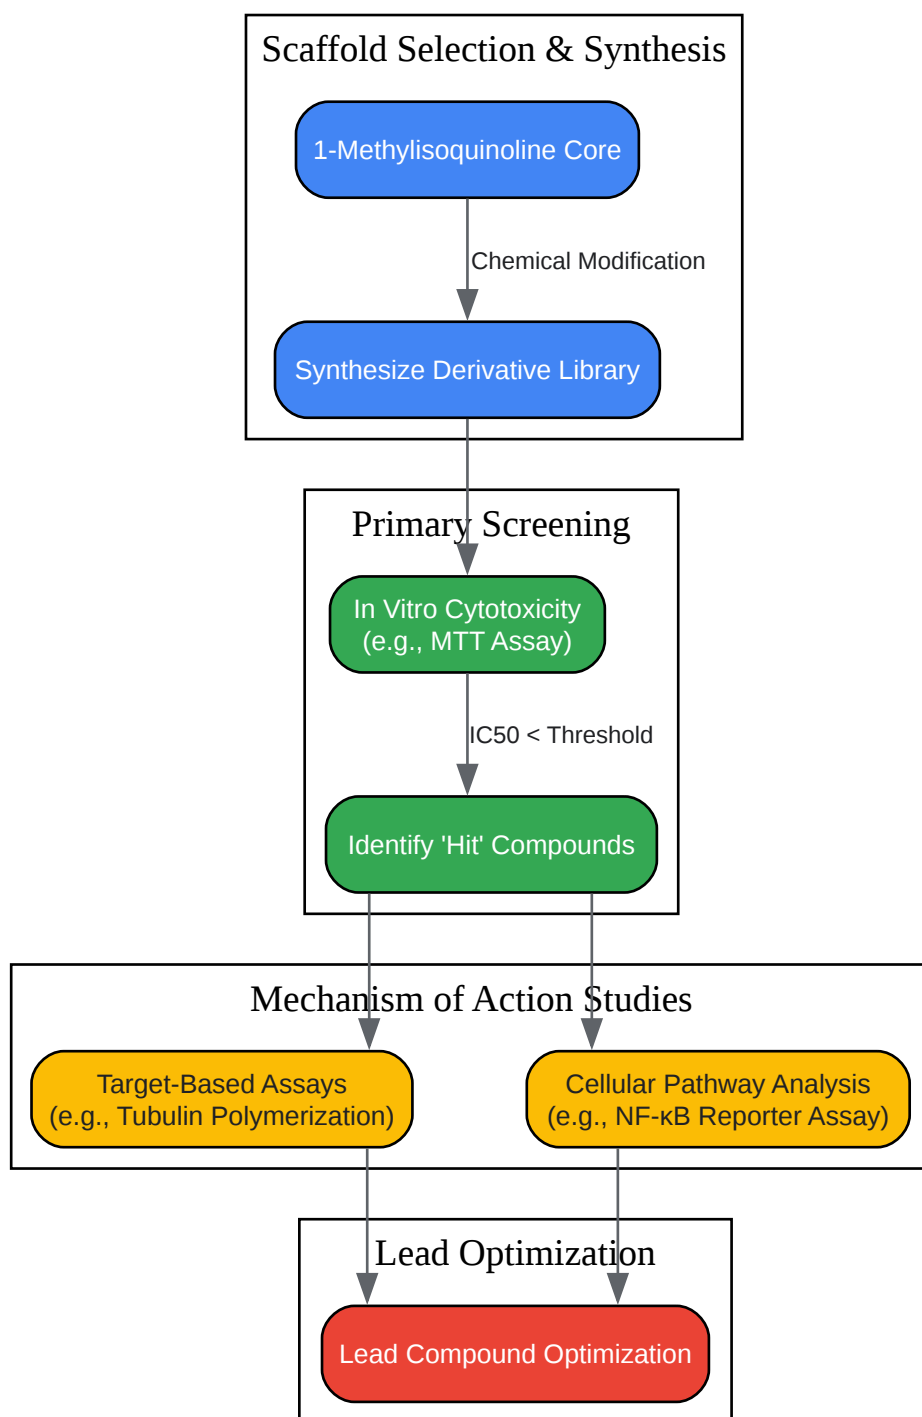 Scaffold Selection & Synthesis
1-Methylisoquinoline Core
Chemical Modification
Synthesize Derivative Library
Primary Screening
In Vitro Cytotoxicity
(e.g., MTT Assay)
IC50 < Threshold
Identify 'Hit' Compounds
Mechanism of Action Studies
Target-Based Assays
(e.g., Tubulin Polymerization)
Cellular Pathway Analysis
(e.g., NF-κB Reporter Assay)
Lead Optimization
Lead Compound Optimization